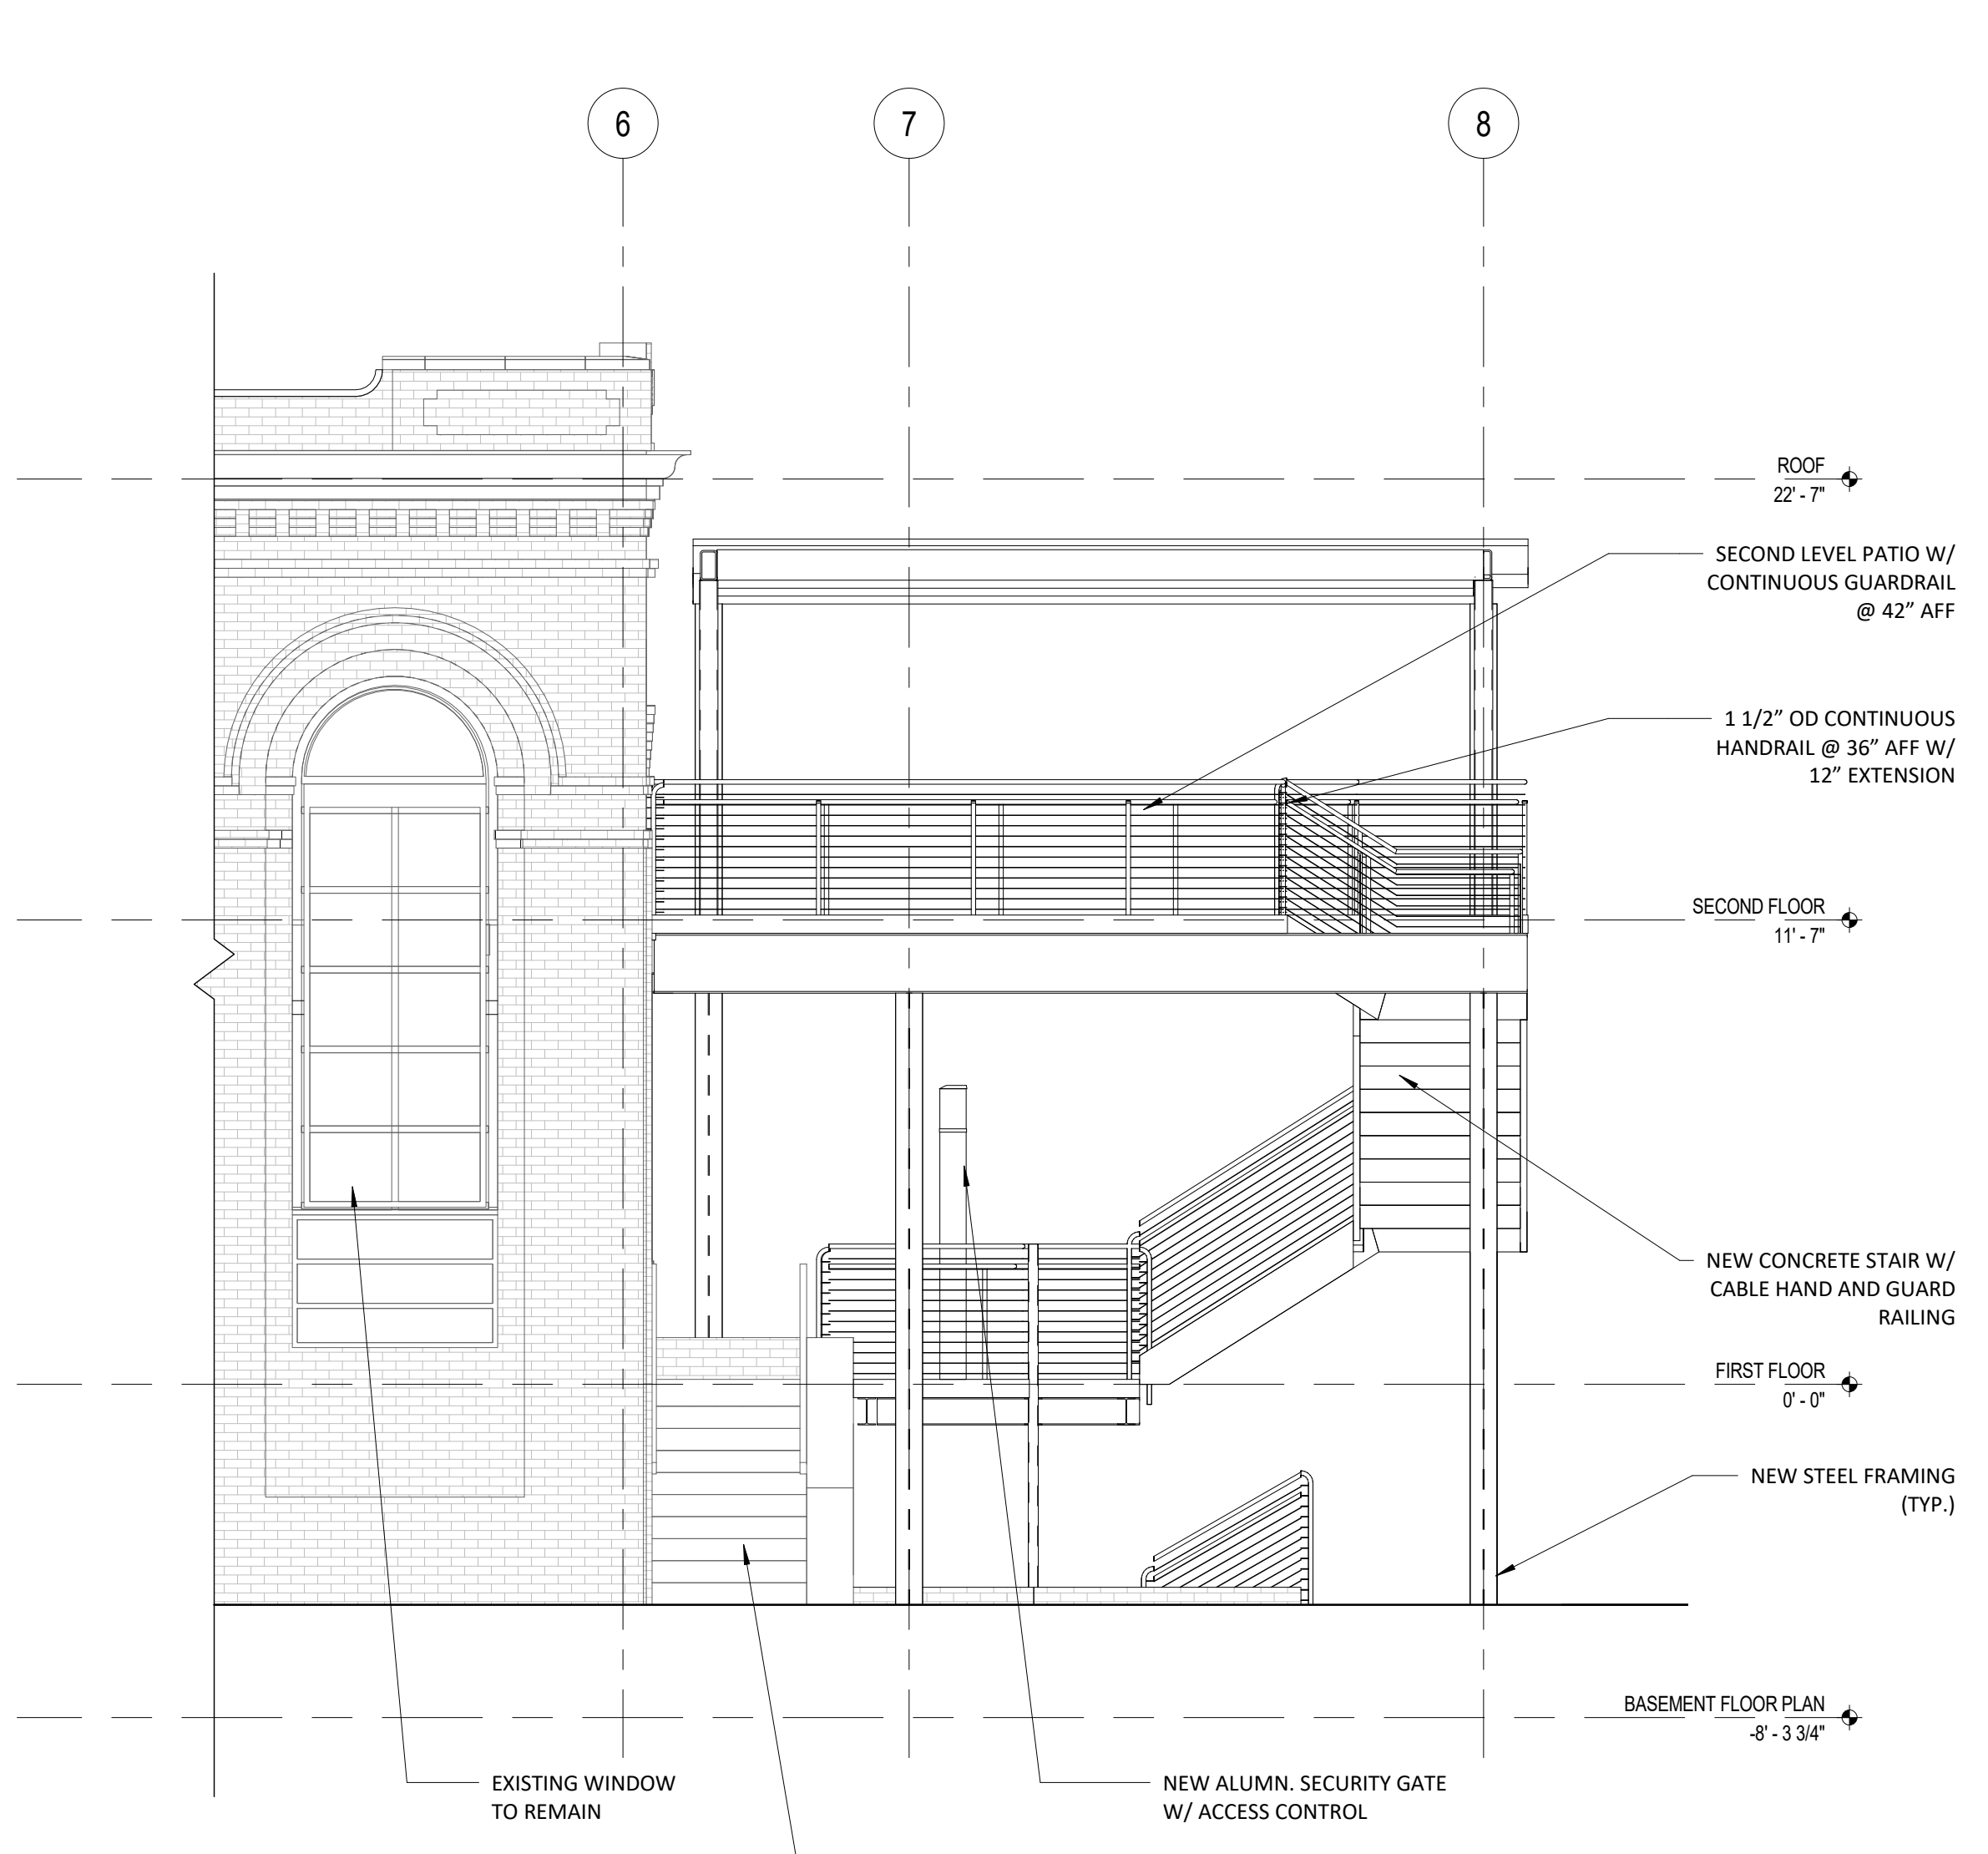 6
7
8
ROOF
22' - 7"
SECOND LEVEL PATIO W/
CONTINUOUS GUARDRAIL
@ 42” AFF
1 1/2” OD CONTINUOUS
HANDRAIL @ 36” AFF W/
12” EXTENSION
SECOND FLOOR
11' - 7"
NEW CONCRETE STAIR W/
CABLE HAND AND GUARD
RAILING
FIRST FLOOR
0' - 0"
NEW STEEL FRAMING
(TYP.)
BASEMENT FLOOR PLAN
-8' - 3 3/4"
EXISTING WINDOW
TO REMAIN
NEW ALUMN. SECURITY GATE
W/ ACCESS CONTROL